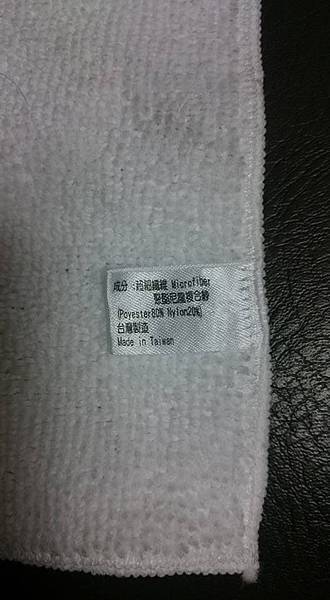 成分:超細纖維 Microfiber
聚酯尼龍複合紗
(Poyester80% Nylon20%)
台灣製造
Made in Taiwan